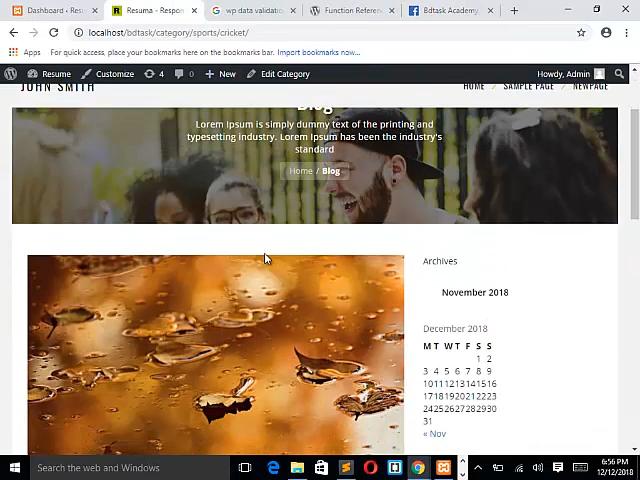 Dashboard ‹ Resu
Resuma – Respon
wp data validatio
Function Referen
Bdtask Academy
localhost/bdtask/category/sports/cricket/
Apps For quick access, place your bookmarks here on the bookmarks bar. Import bookmarks now...
Resume Customize 4 0 New Edit Category Howdy, Admin
JOHN SMITH HOME / SAMPLE PAGE / NEWPAGE
Blog
Lorem Ipsum is simply dummy text of the printing and
typesetting industry. Lorem Ipsum has been the industry's
standard
Home / Blog
Archives
November 2018
December 2018
M T W T F S S
1 2
3 4 5 6 7 8 9
10 11 12 13 14 15 16
17 18 19 20 21 22 23
24 25 26 27 28 29 30
31
« Nov
Search the web and Windows
6:56 PM
12/12/2018